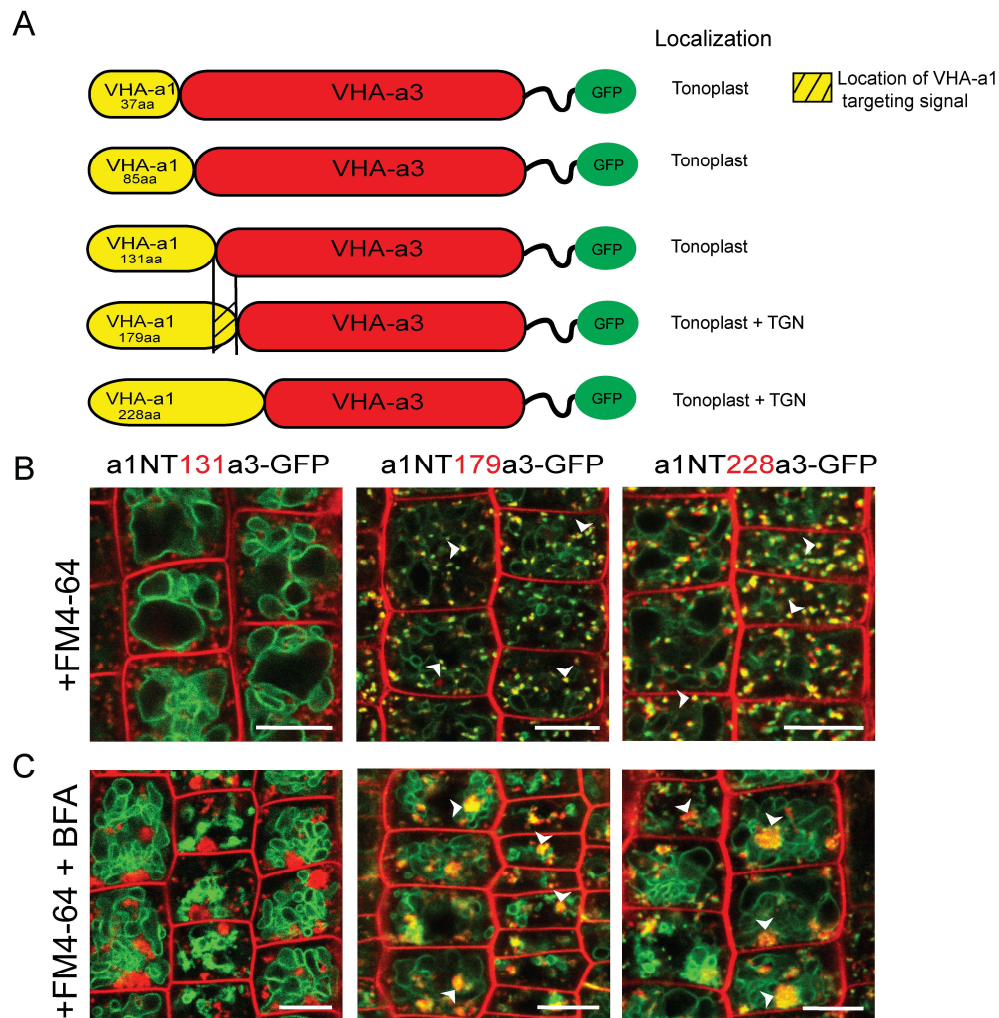 A
Localization
VHA-a1
37aa
VHA-a3
GFP
Tonoplast
Location of VHA-a1
targeting signal
VHA-a1
85aa
VHA-a3
GFP
Tonoplast
VHA-a1
131aa
VHA-a3
GFP
Tonoplast
VHA-a1
179aa
VHA-a3
GFP
Tonoplast + TGN
VHA-a1
228aa
VHA-a3
GFP
Tonoplast + TGN
B
a1NT131a3-GFP
a1NT179a3-GFP
a1NT228a3-GFP
+FM4-64
C
+FM4-64 + BFA